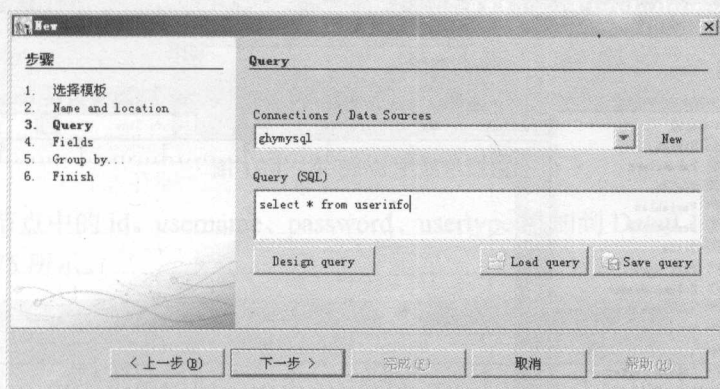 New
步骤
1. 选择模板
2. Name and location
3. Query
4. Fields
5. Group by...
6. Finish
Query
Connections / Data Sources
ghymysql
New
Query (SQL)
select * from userinfo
Design query
Load query
Save query
< 上一步(B)
下一步 >
完成(F)
取消
帮助(H)